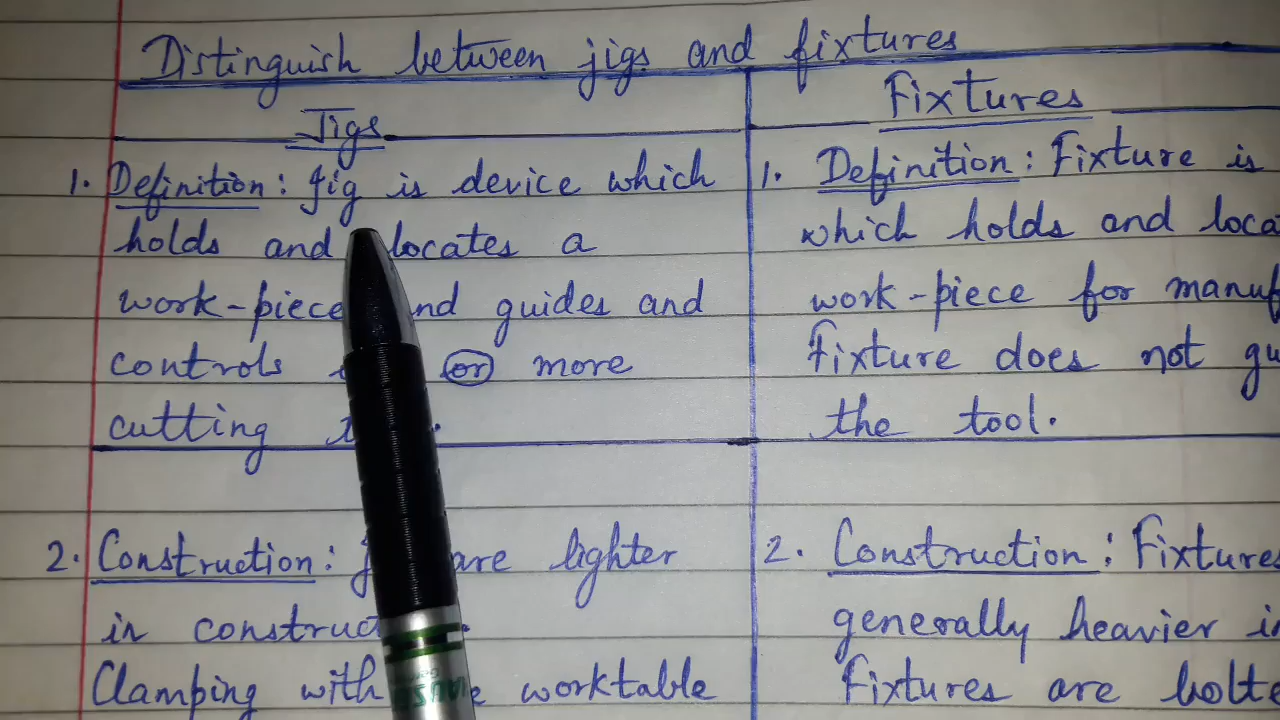 Distinguish between jigs and fixtures
Jigs
1. Definition: Jig is device which
holds and locates a
work-piece and guides and
controls or more
cutting
2. Construction: are lighter
in construc
Clamping with worktable
Fixtures
1. Definition: Fixture is
which holds and loca
work-piece for manuf
Fixture does not gu
the tool.
2. Construction: Fixtures
generally heavier in
Fixtures are bolte